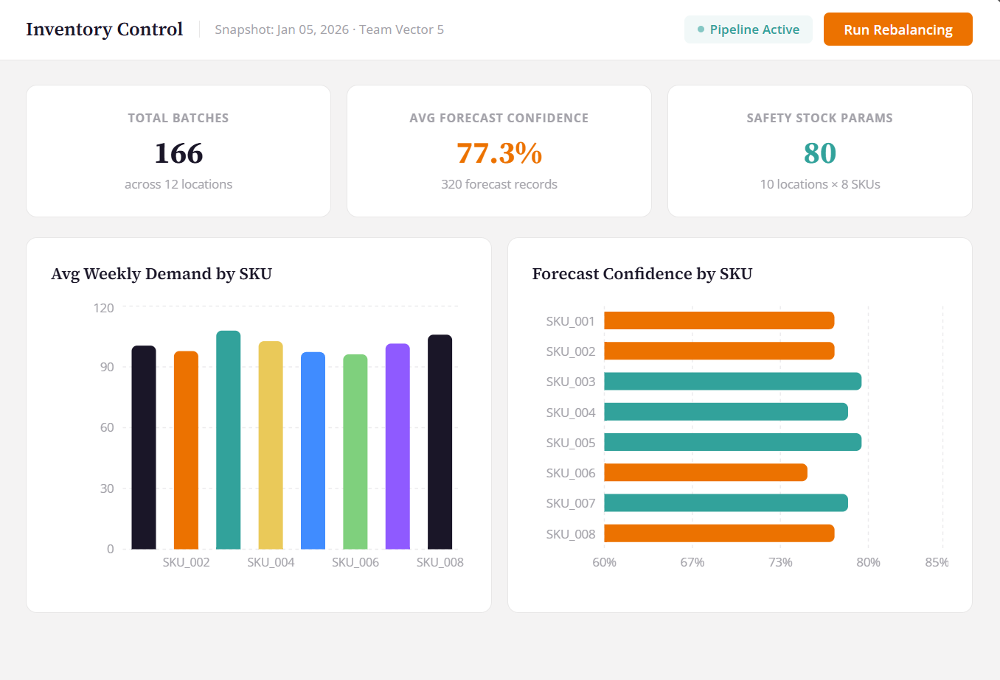 Inventory Control
Snapshot: Jan 05, 2026 · Team Vector 5
Pipeline Active
Run Rebalancing
TOTAL BATCHES
166
across 12 locations
AVG FORECAST CONFIDENCE
77.3%
320 forecast records
SAFETY STOCK PARAMS
80
10 locations × 8 SKUs
Avg Weekly Demand by SKU
120
90
60
30
0
SKU_002
SKU_004
SKU_006
SKU_008
Forecast Confidence by SKU
SKU_001
SKU_002
SKU_003
SKU_004
SKU_005
SKU_006
SKU_007
SKU_008
60%
67%
73%
80%
85%